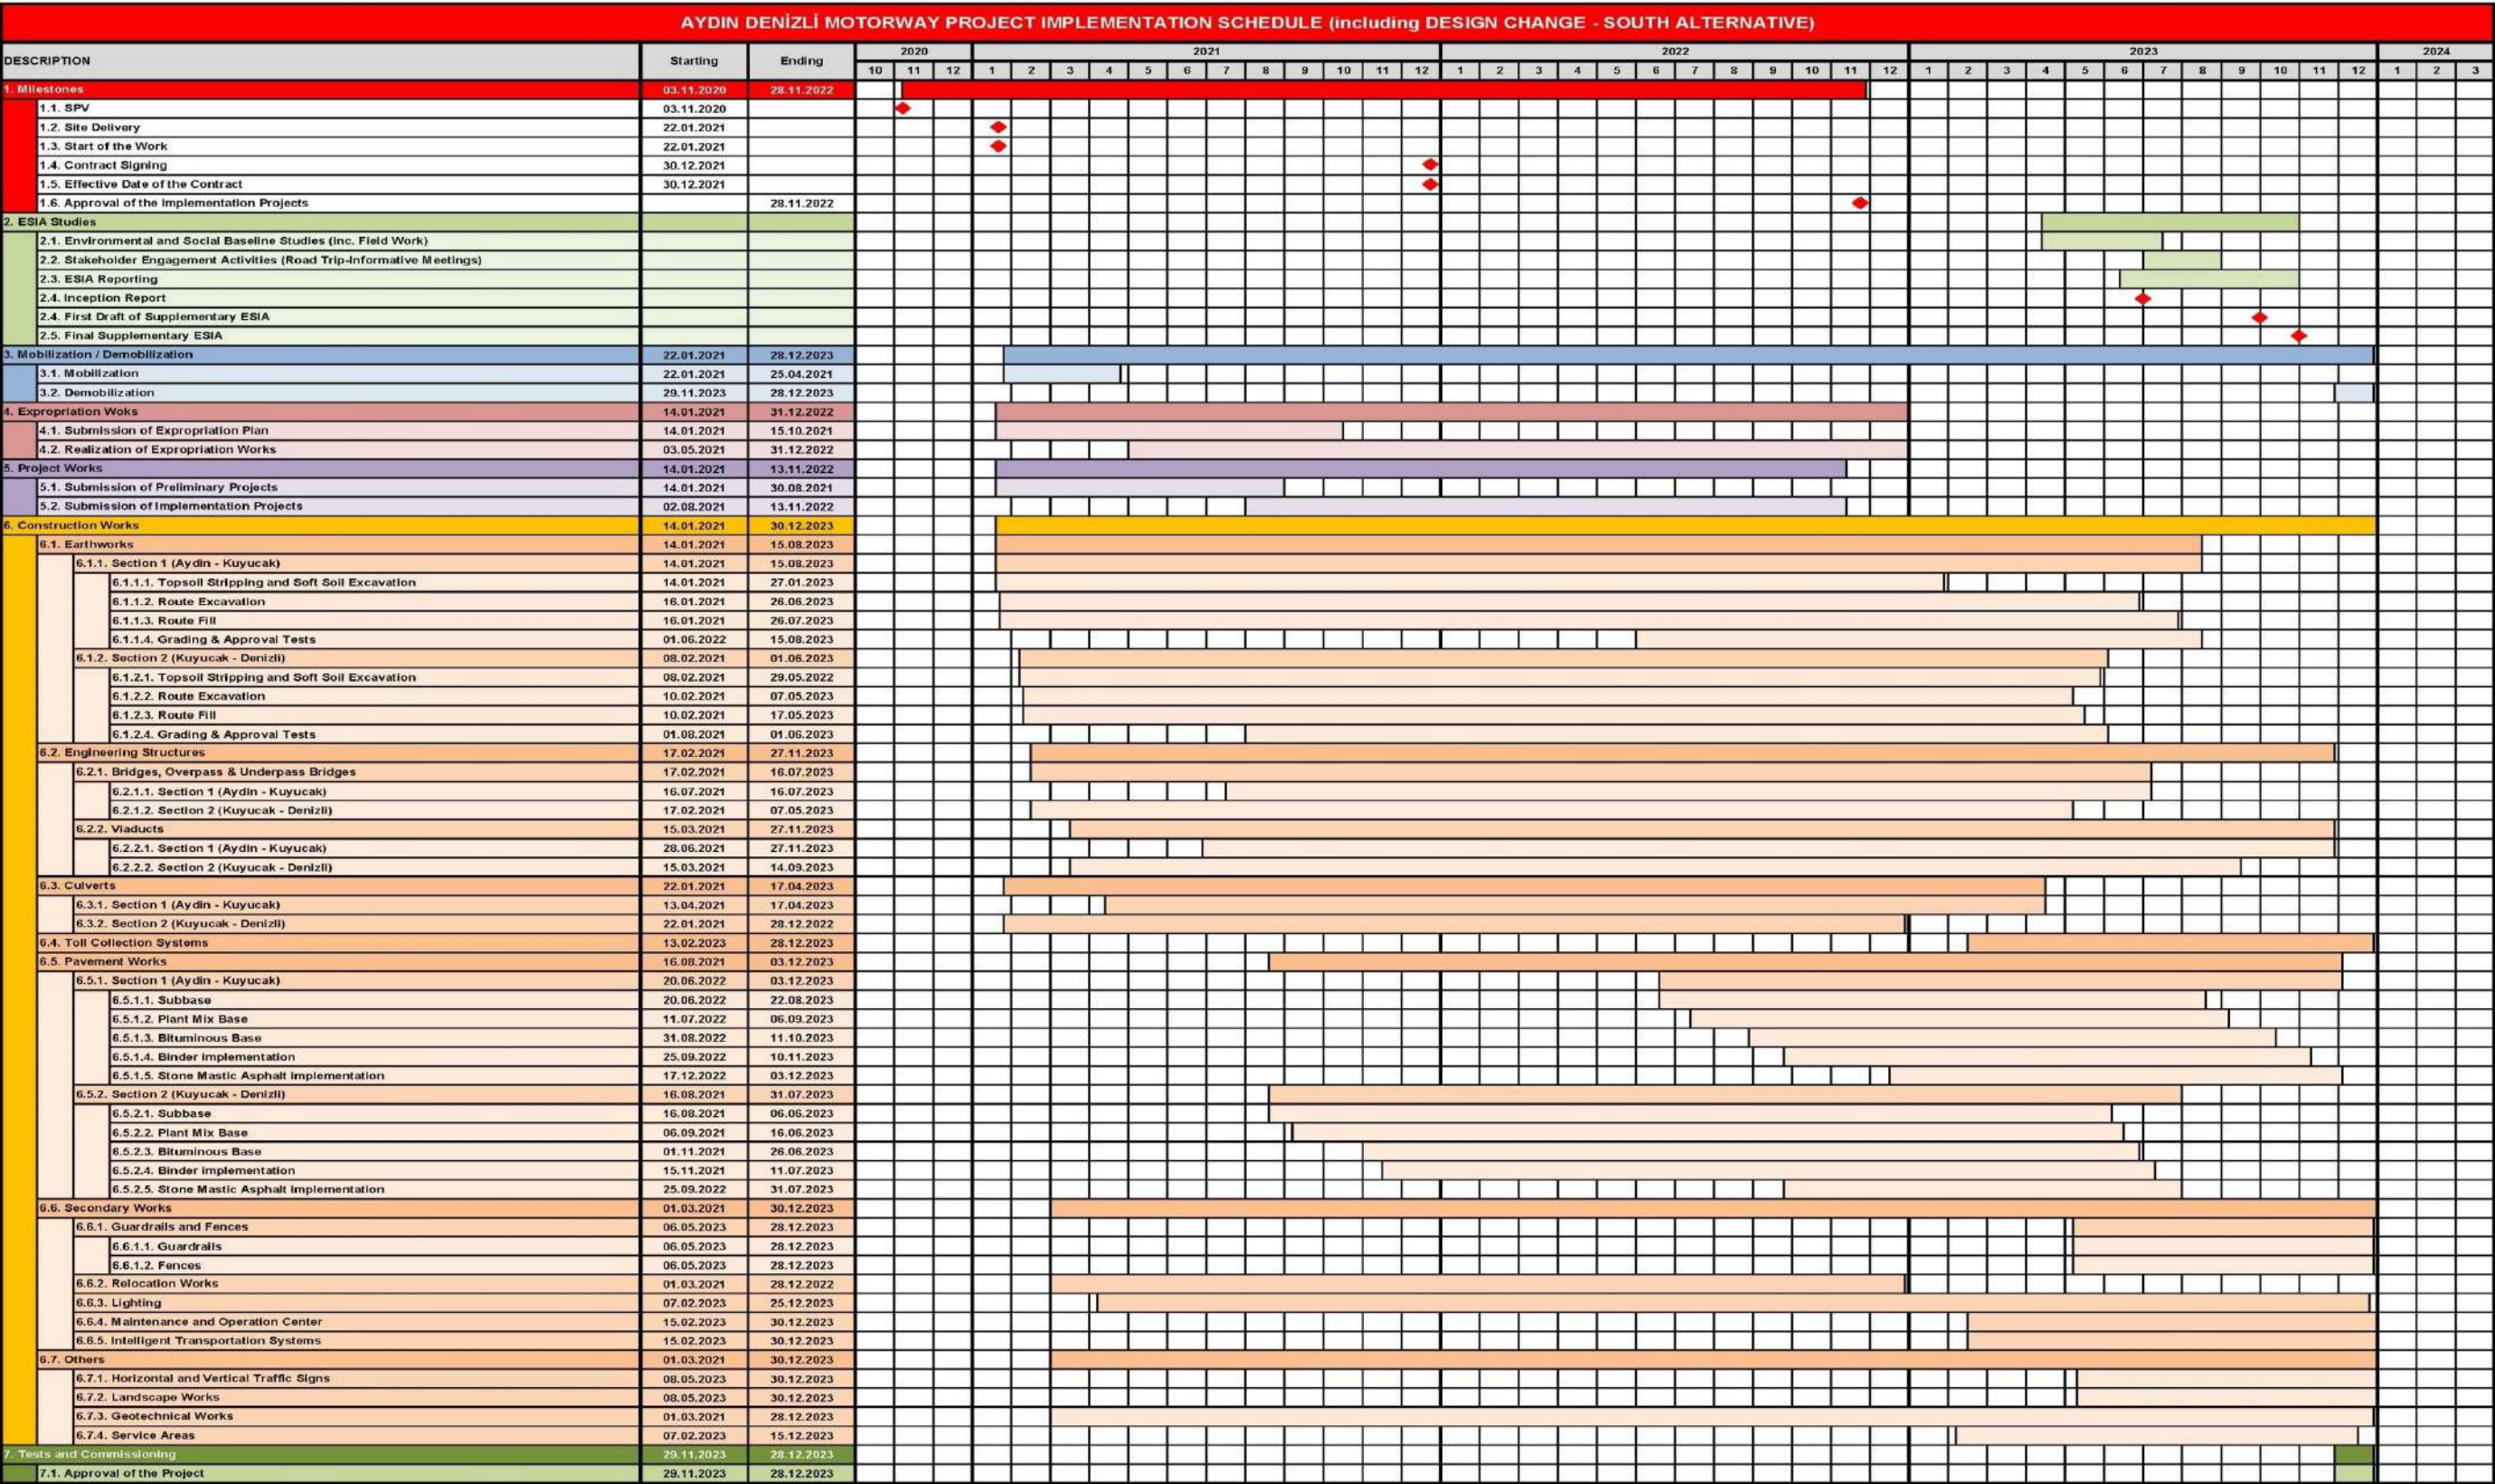 AYDIN DENİZLİ MOTORWAY PROJECT IMPLEMENTATION SCHEDULE (including DESIGN CHANGE - SOUTH ALTERNATIVE)
DESCRIPTION Starting Ending 2020 2021 2022 2023 2024
10 11 12 1 2 3 4 5 6 7 8 9 10 11 12 1 2 3 4 5 6 7 8 9 10 11 12 1 2 3 4 5 6 7 8 9 10 11 12 1 2 3
1. Milestones 03.11.2020 28.11.2022
1.1. SPV 03.11.2020
1.2. Site Delivery 22.01.2021
1.3. Start of the Work 22.01.2021
1.4. Contract Signing 30.12.2021
1.5. Effective Date of the Contract 30.12.2021
1.6. Approval of the Implementation Projects 28.11.2022
2. ESIA Studies
2.1. Environmental and Social Baseline Studies (Inc. Field Work)
2.2. Stakeholder Engagement Activities (Road Trip-Informative Meetings)
2.3. ESIA Reporting
2.4. Inception Report
2.4. First Draft of Supplementary ESIA
2.5. Final Supplementary ESIA
3. Mobilization / Demobilization 22.01.2021 28.12.2023
3.1. Mobilization 22.01.2021 25.04.2021
3.2. Demobilization 29.11.2023 28.12.2023
4. Expropriation Woks 14.01.2021 31.12.2022
4.1. Submission of Expropriation Plan 14.01.2021 15.10.2021
4.2. Realization of Expropriation Works 03.05.2021 31.12.2022
5. Project Works 14.01.2021 13.11.2022
5.1. Submission of Preliminary Projects 14.01.2021 30.08.2021
5.2. Submission of Implementation Projects 02.08.2021 13.11.2022
6. Construction Works 14.01.2021 30.12.2023
6.1. Earthworks 14.01.2021 15.08.2023
6.1.1. Section 1 (Aydin - Kuyucak) 14.01.2021 15.08.2023
6.1.1.1. Topsoil Stripping and Soft Soil Excavation 14.01.2021 27.01.2023
6.1.1.2. Route Excavation 16.01.2021 26.06.2023
6.1.1.3. Route Fill 16.01.2021 26.07.2023
6.1.1.4. Grading & Approval Tests 01.06.2022 15.08.2023
6.1.2. Section 2 (Kuyucak - Denizli) 08.02.2021 01.06.2023
6.1.2.1. Topsoil Stripping and Soft Soil Excavation 08.02.2021 29.05.2022
6.1.2.2. Route Excavation 10.02.2021 07.05.2023
6.1.2.3. Route Fill 10.02.2021 17.05.2023
6.1.2.4. Grading & Approval Tests 01.08.2021 01.06.2023
6.2. Engineering Structures 17.02.2021 27.11.2023
6.2.1. Bridges, Overpass & Underpass Bridges 17.02.2021 16.07.2023
6.2.1.1. Section 1 (Aydin - Kuyucak) 16.07.2021 16.07.2023
6.2.1.2. Section 2 (Kuyucak - Denizli) 17.02.2021 07.05.2023
6.2.2. Viaducts 15.03.2021 27.11.2023
6.2.2.1. Section 1 (Aydin - Kuyucak) 28.06.2021 27.11.2023
6.2.2.2. Section 2 (Kuyucak - Denizli) 15.03.2021 14.09.2023
6.3. Culverts 22.01.2021 17.04.2023
6.3.1. Section 1 (Aydin - Kuyucak) 13.04.2021 17.04.2023
6.3.2. Section 2 (Kuyucak - Denizli) 22.01.2021 28.12.2022
6.4. Toll Collection Systems 13.02.2023 28.12.2023
6.5. Pavement Works 16.08.2021 03.12.2023
6.5.1. Section 1 (Aydin - Kuyucak) 20.06.2022 03.12.2023
6.5.1.1. Subbase 20.06.2022 22.08.2023
6.5.1.2. Plant Mix Base 11.07.2022 06.09.2023
6.5.1.3. Bituminous Base 31.08.2022 11.10.2023
6.5.1.4. Binder implementation 25.09.2022 10.11.2023
6.5.1.5. Stone Mastic Asphalt Implementation 17.12.2022 03.12.2023
6.5.2. Section 2 (Kuyucak - Denizli) 16.08.2021 31.07.2023
6.5.2.1. Subbase 16.08.2021 06.06.2023
6.5.2.2. Plant Mix Base 06.09.2021 16.06.2023
6.5.2.3. Bituminous Base 01.11.2021 26.06.2023
6.5.2.4. Binder implementation 15.11.2021 11.07.2023
6.5.2.5. Stone Mastic Asphalt Implementation 25.09.2022 31.07.2023
6.6. Secondary Works 01.03.2021 30.12.2023
6.6.1. Guardrails and Fences 06.05.2023 28.12.2023
6.6.1.1. Guardrails 06.05.2023 28.12.2023
6.6.1.2. Fences 06.05.2023 28.12.2023
6.6.2. Relocation Works 01.03.2021 28.12.2022
6.6.3. Lighting 07.02.2023 25.12.2023
6.6.4. Maintenance and Operation Center 15.02.2023 30.12.2023
6.6.5. Intelligent Transportation Systems 15.02.2023 30.12.2023
6.7. Others 01.03.2021 30.12.2023
6.7.1. Horizontal and Vertical Traffic Signs 08.05.2023 30.12.2023
6.7.2. Landscape Works 08.05.2023 30.12.2023
6.7.3. Geotechnical Works 01.03.2021 28.12.2023
6.7.4. Service Areas 07.02.2023 15.12.2023
7. Tests and Commissioning 29.11.2023 28.12.2023
7.1. Approval of the Project 29.11.2023 28.12.2023